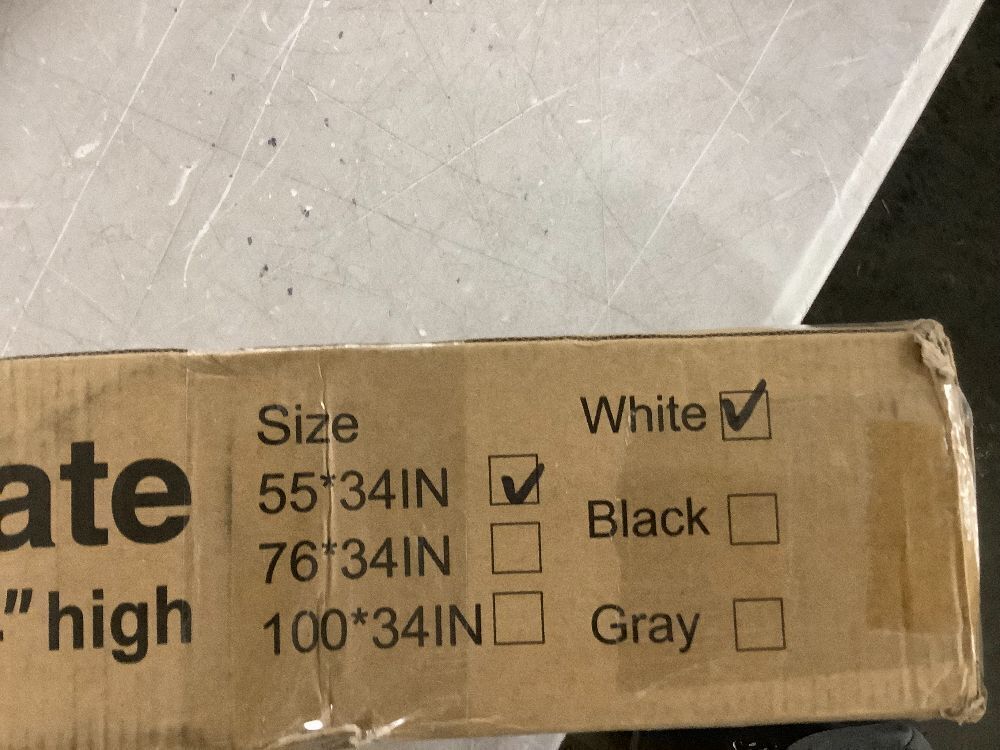 ate
" high
Size
55*34IN
76*34IN
100*34IN
White
Black
Gray